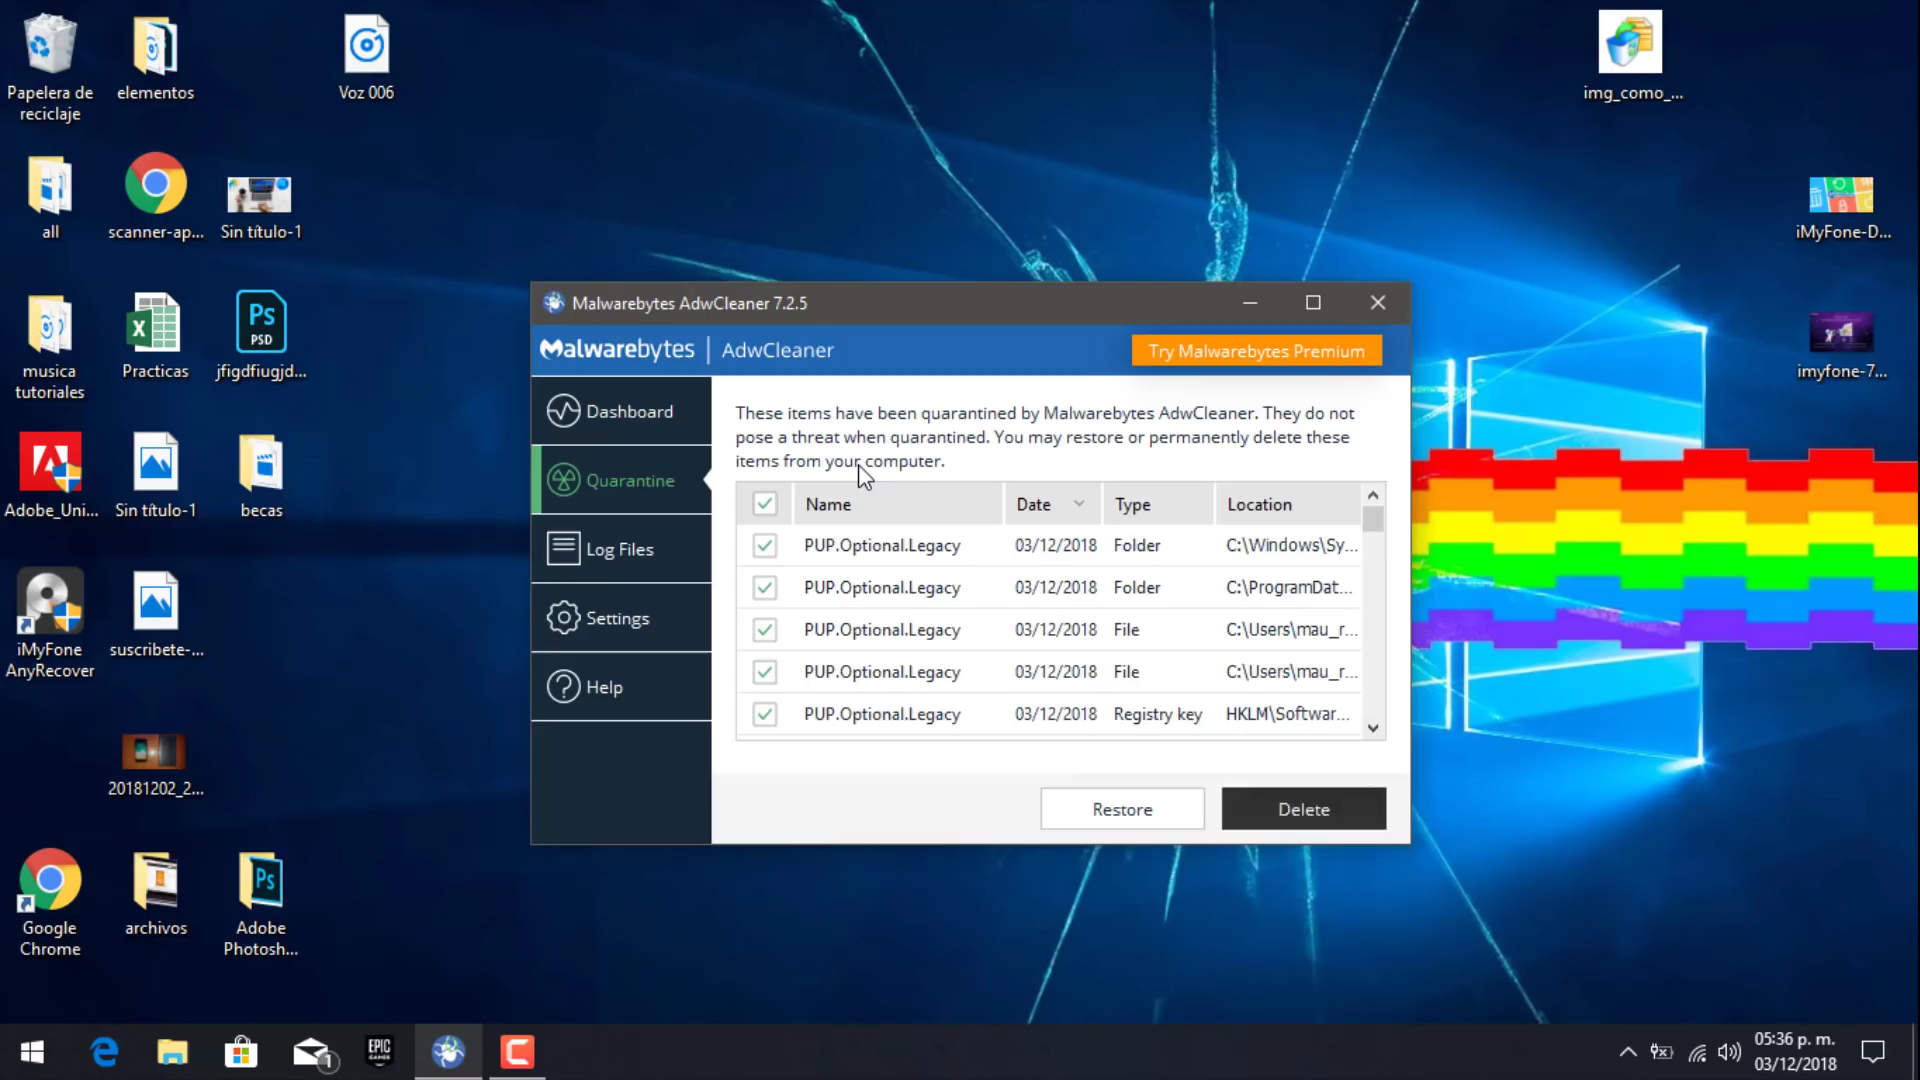 Papelera de
reciclaje
elementos
Voz 006
img_como_...
all
scanner-ap...
Sin título-1
iMyFone-D...
musica
tutoriales
Practicas
Ps
PSD
jfigdfiugjd...
imyfone-7...
Adobe_Uni...
Sin título-1
becas
iMyFone
AnyRecover
suscribete-...
20181202_2...
Google
Chrome
archivos
Ps
Adobe
Photosh...
Malwarebytes AdwCleaner 7.2.5
Malwarebytes | AdwCleaner
Try Malwarebytes Premium
Dashboard
Quarantine
Log Files
Settings
Help
These items have been quarantined by Malwarebytes AdwCleaner. They do not
pose a threat when quarantined. You may restore or permanently delete these
items from your computer.
Name Date Type Location
PUP.Optional.Legacy 03/12/2018 Folder C:\Windows\Sy...
PUP.Optional.Legacy 03/12/2018 Folder C:\ProgramDat...
PUP.Optional.Legacy 03/12/2018 File C:\Users\mau_r...
PUP.Optional.Legacy 03/12/2018 File C:\Users\mau_r...
PUP.Optional.Legacy 03/12/2018 Registry key HKLM\Softwar...
Restore
Delete
1
EPIC
GAMES
05:36 p. m.
03/12/2018